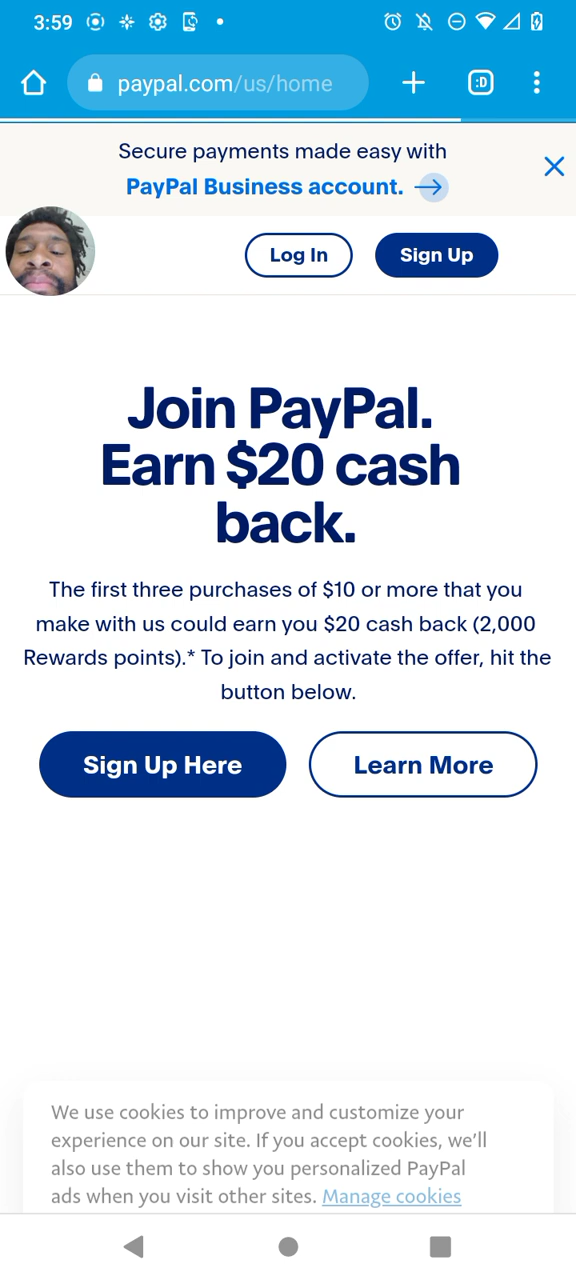 3:59
paypal.com/us/home
:D
Secure payments made easy with
PayPal Business account.
Log In
Sign Up
Join PayPal.
Earn $20 cash
back.
The first three purchases of $10 or more that you
make with us could earn you $20 cash back (2,000
Rewards points).* To join and activate the offer, hit the
button below.
Sign Up Here
Learn More
We use cookies to improve and customize your
experience on our site. If you accept cookies, we’ll
also use them to show you personalized PayPal
ads when you visit other sites. Manage cookies